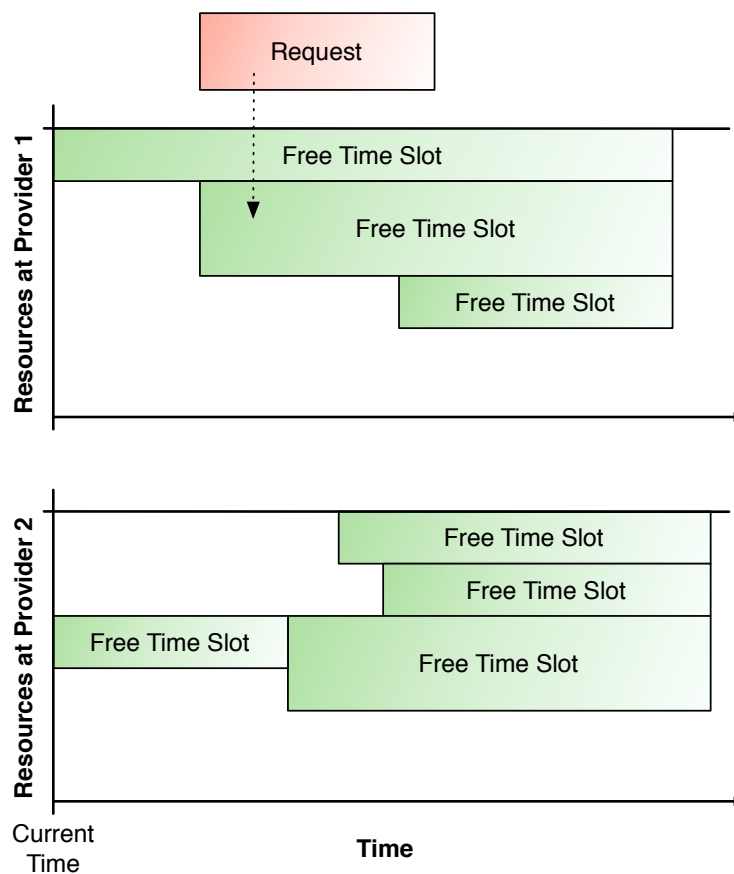 Request
Resources at Provider 1
Free Time Slot
Free Time Slot
Free Time Slot
Resources at Provider 2
Free Time Slot
Free Time Slot
Free Time Slot
Free Time Slot
Current
Time
Time